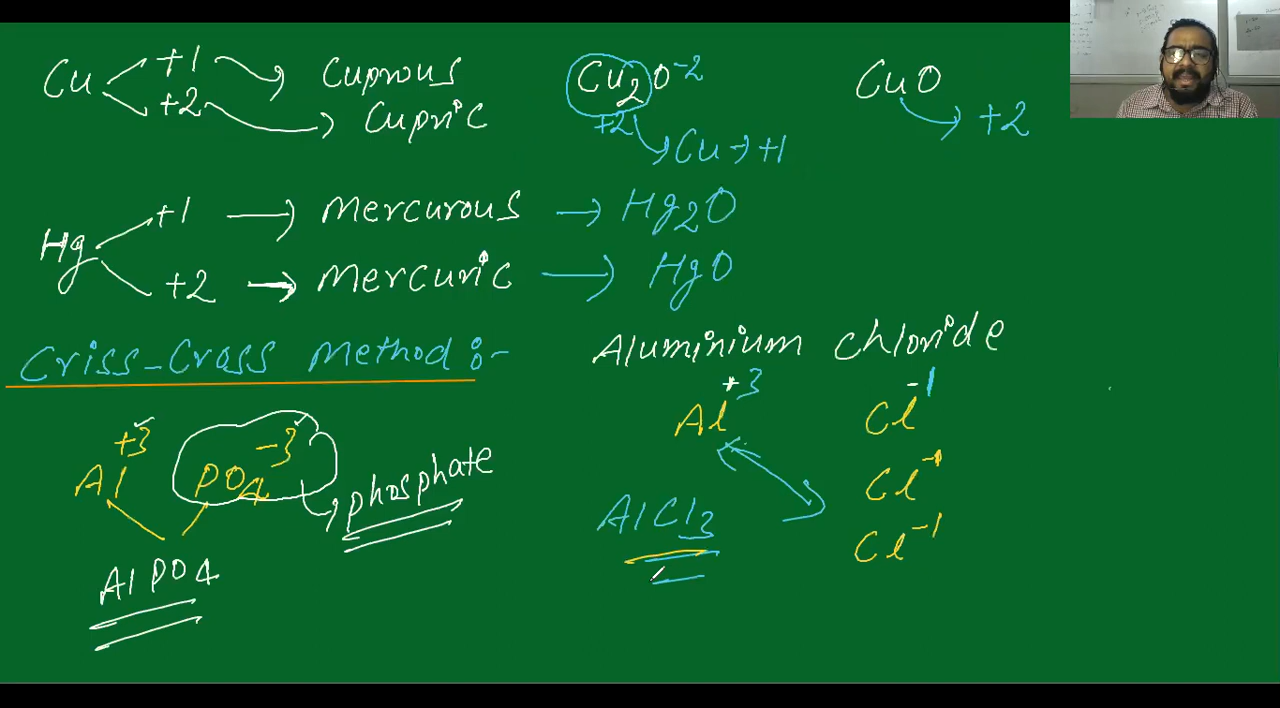 Cu +1 Cuprous Cu2O-2 CuO
+2 Cupric +2 Cu → +1 +2
Hg +1 → Mercurous → Hg2O
+2 → Mercuric → HgO
Criss-Cross Method :-
Aluminium Chloride
Al+3 PO4-3 phosphate
AlPO4
Al+3 Cl-1
Cl-1
Cl-1
AlCl3